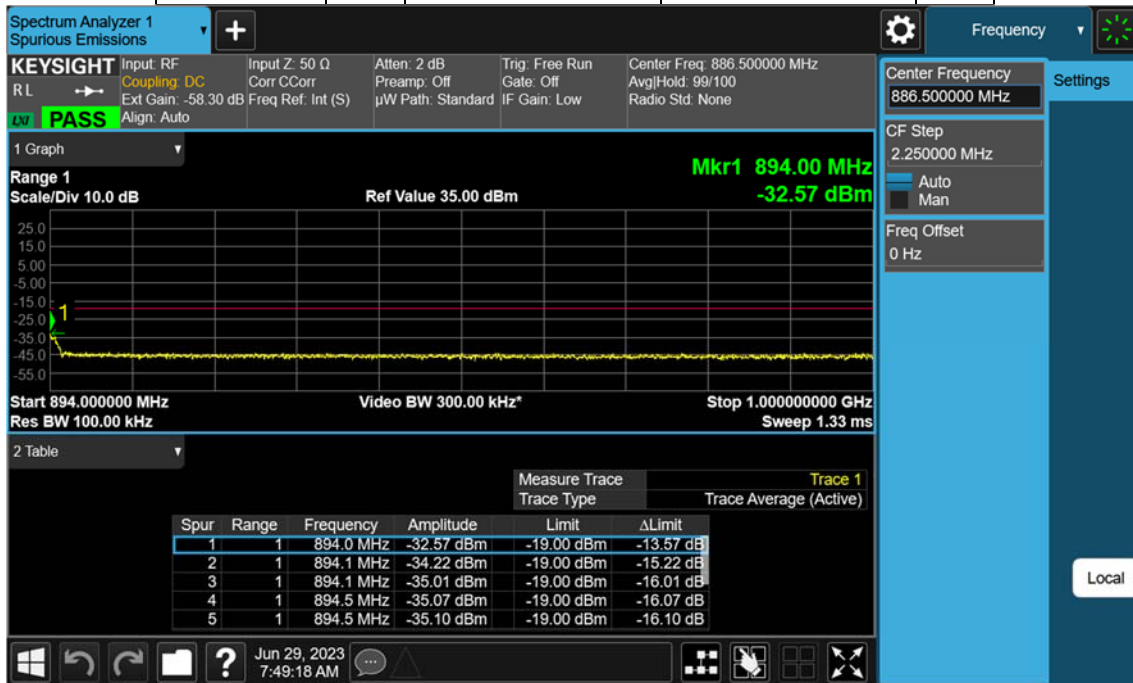 Spectrum Analyzer 1
Spurious Emissions
Frequency
KEYSIGHT
RL
LXI PASS
Input: RF
Coupling: DC
Ext Gain: -58.30 dB
Align: Auto
Input Z: 50 Ω
Corr CCorr
Freq Ref: Int (S)
Atten: 2 dB
Preamp: Off
µW Path: Standard
Trig: Free Run
Gate: Off
IF Gain: Low
Center Freq: 886.500000 MHz
Avg|Hold: 99/100
Radio Std: None
Center Frequency
886.500000 MHz
Settings
CF Step
2.250000 MHz
Auto
Man
Freq Offset
0 Hz
Local
1 Graph
Range 1
Scale/Div 10.0 dB
Ref Value 35.00 dBm
Mkr1 894.00 MHz
-32.57 dBm
25.0
15.0
5.00
-5.00
-15.0
1
-25.0
-35.0
-45.0
-55.0
Start 894.000000 MHz Video BW 300.00 kHz* Stop 1.000000000 GHz
Res BW 100.00 kHz Sweep 1.33 ms
2 Table
Measure Trace Trace 1
Trace Type Trace Average (Active)
Spur Range Frequency Amplitude Limit ΔLimit
1 1 894.0 MHz -32.57 dBm -19.00 dBm -13.57 dB
2 1 894.1 MHz -34.22 dBm -19.00 dBm -15.22 dB
3 1 894.1 MHz -35.01 dBm -19.00 dBm -16.01 dB
4 1 894.5 MHz -35.07 dBm -19.00 dBm -16.07 dB
5 1 894.5 MHz -35.10 dBm -19.00 dBm -16.10 dB
Jun 29, 2023
7:49:18 AM